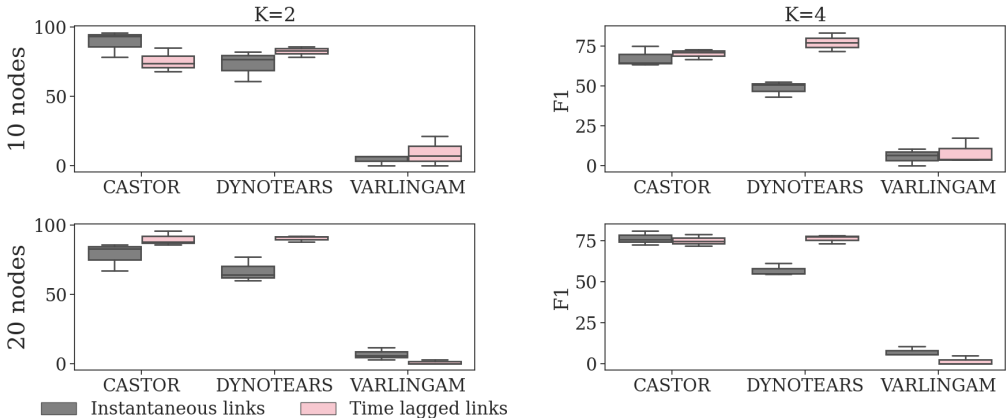 K=2
K=4
10 nodes
100
50
0
CASTOR DYNOTEARS VARLINGAM
F1
75
50
25
0
CASTOR DYNOTEARS VARLINGAM
20 nodes
100
50
0
CASTOR DYNOTEARS VARLINGAM
F1
75
50
25
0
CASTOR DYNOTEARS VARLINGAM
Instantaneous links Time lagged links